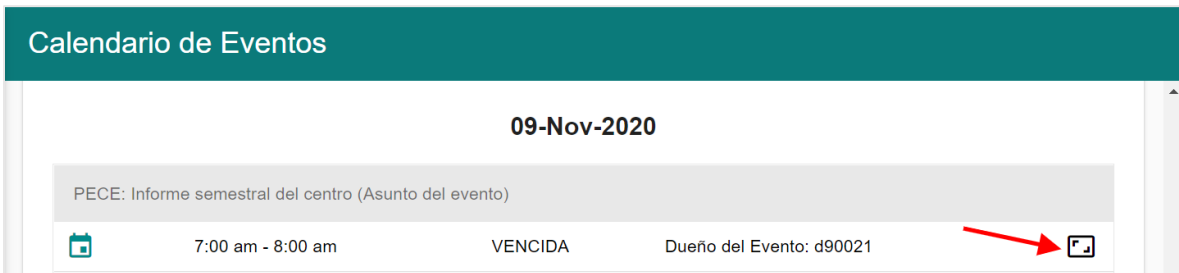 Calendario de Eventos
09-Nov-2020
PECE: Informe semestral del centro (Asunto del evento)
7:00 am - 8:00 am VENCIDA Dueño del Evento: d90021